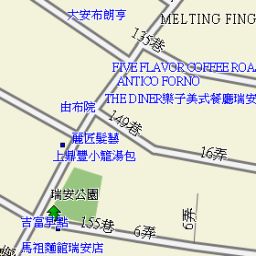 大安布朗亨
MELTING FING
135巷
FIVE FLAVOR COFFEE ROA
ANTICO FORNO
THE DINER樂子美式餐廳瑞安
由布院
149巷
麗匠髮藝
上鼎豐小籠湯包
16弄
瑞安公園
吉富早點
155巷
6弄
6弄
馬祖麵館瑞安店